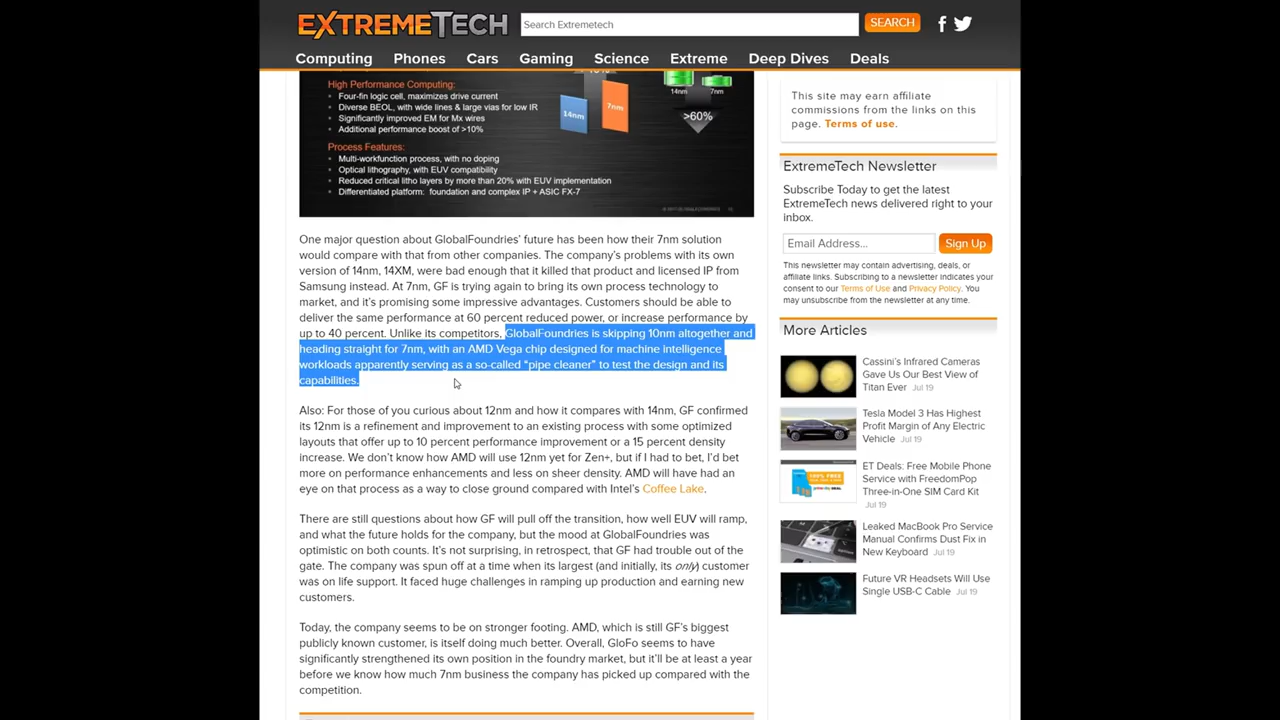 EXTREMETECH
Search Extremetech
SEARCH
Computing Phones Cars Gaming Science Extreme Deep Dives Deals
High Performance Computing:
• Four-fin logic cell, maximizes drive current
• Diverse BEOL, with wide lines & large vias for low IR
• Significantly improved EM for Mx wires
• Additional performance boost of >10%
Process Features:
• Multi-workfunction process, with no doping
• Optical lithography, with EUV compatibility
• Reduced critical litho layers by more than 20% with EUV implementation
• Differentiated platform: foundation and complex IP + ASIC FX-7
14nm
7nm
14nm
7nm
>60%
One major question about GlobalFoundries' future has been how their 7nm solution
would compare with that from other companies. The company's problems with its own
version of 14nm, 14XM, were bad enough that it killed that product and licensed IP from
Samsung instead. At 7nm, GF is trying again to bring its own process technology to
market, and it's promising some impressive advantages. Customers should be able to
deliver the same performance at 60 percent reduced power, or increase performance by
up to 40 percent. Unlike its competitors, GlobalFoundries is skipping 10nm altogether and
heading straight for 7nm, with an AMD Vega chip designed for machine intelligence
workloads apparently serving as a so-called "pipe cleaner" to test the design and its
capabilities.
Also: For those of you curious about 12nm and how it compares with 14nm, GF confirmed
its 12nm is a refinement and improvement to an existing process with some optimized
layouts that offer up to 10 percent performance improvement or a 15 percent density
increase. We don't know how AMD will use 12nm yet for Zen+, but if I had to bet, I'd bet
more on performance enhancements and less on sheer density. AMD will have had an
eye on that process as a way to close ground compared with Intel's Coffee Lake.
There are still questions about how GF will pull off the transition, how well EUV will ramp,
and what the future holds for the company, but the mood at GlobalFoundries was
optimistic on both counts. It's not surprising, in retrospect, that GF had trouble out of the
gate. The company was spun off at a time when its largest (and initially, its only) customer
was on life support. It faced huge challenges in ramping up production and earning new
customers.
Today, the company seems to be on stronger footing. AMD, which is still GF's biggest
publicly known customer, is itself doing much better. Overall, GloFo seems to have
significantly strengthened its own position in the foundry market, but it'll be at least a year
before we know how much 7nm business the company has picked up compared with the
competition.
This site may earn affiliate
commissions from the links on this
page. Terms of use.
ExtremeTech Newsletter
Subscribe Today to get the latest
ExtremeTech news delivered right to your
inbox.
Email Address...
Sign Up
This newsletter may contain advertising, deals, or
affiliate links. Subscribing to a newsletter indicates your
consent to our Terms of Use and Privacy Policy. You
may unsubscribe from the newsletter at any time.
More Articles
Cassini's Infrared Cameras
Gave Us Our Best View of
Titan Ever Jul 19
Tesla Model 3 Has Highest
Profit Margin of Any Electric
Vehicle Jul 19
ET Deals: Free Mobile Phone
Service with FreedomPop
Three-in-One SIM Card Kit
Jul 19
Leaked MacBook Pro Service
Manual Confirms Dust Fix in
New Keyboard Jul 19
Future VR Headsets Will Use
Single USB-C Cable Jul 19